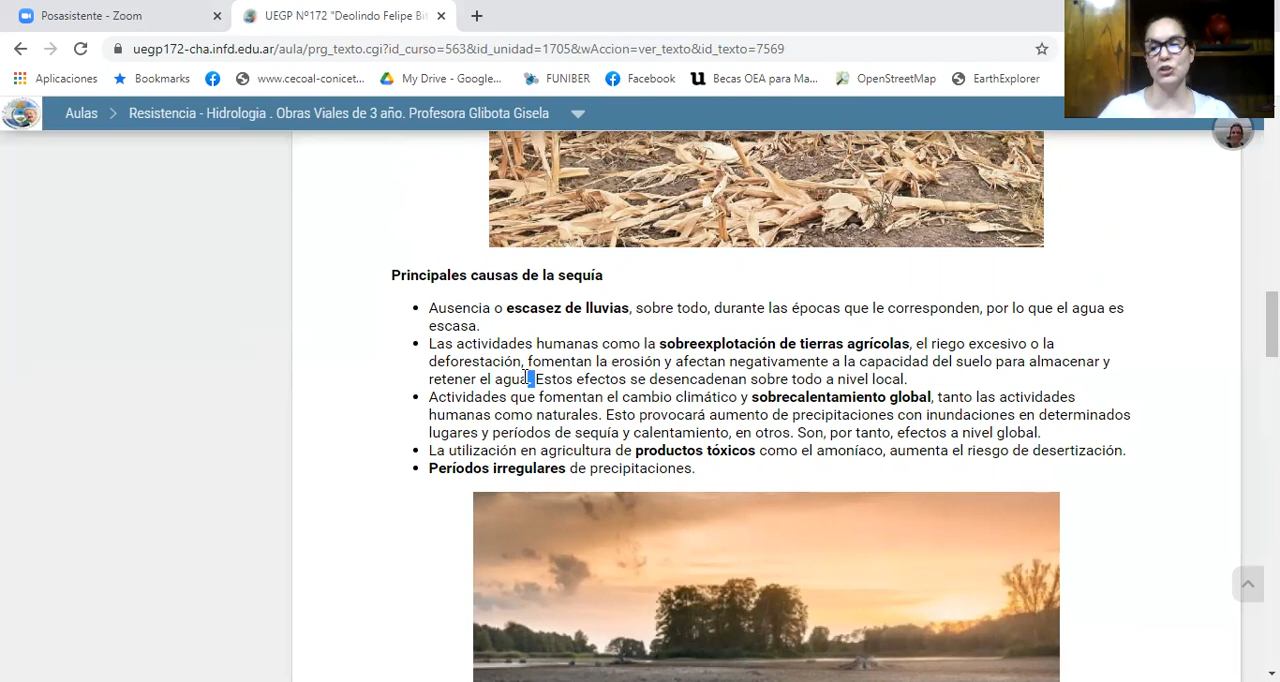 Posasistente - Zoom
UEGP Nº172 "Deolindo Felipe Bit
uegp172-cha.infd.edu.ar/aula/prg_texto.cgi?id_curso=563&id_unidad=1705&wAccion=ver_texto&id_texto=7569
Aplicaciones Bookmarks www.cecoal-conicet... My Drive - Google... FUNIBER Facebook Becas OEA para Ma... OpenStreetMap EarthExplorer
Aulas Resistencia - Hidrologia . Obras Viales de 3 año. Profesora Glibota Gisela
Principales causas de la sequía
Ausencia o escasez de lluvias, sobre todo, durante las épocas que le corresponden, por lo que el agua es
escasa.
Las actividades humanas como la sobreexplotación de tierras agrícolas, el riego excesivo o la
deforestación, fomentan la erosión y afectan negativamente a la capacidad del suelo para almacenar y
retener el agua. Estos efectos se desencadenan sobre todo a nivel local.
Actividades que fomentan el cambio climático y sobrecalentamiento global, tanto las actividades
humanas como naturales. Esto provocará aumento de precipitaciones con inundaciones en determinados
lugares y períodos de sequía y calentamiento, en otros. Son, por tanto, efectos a nivel global.
La utilización en agricultura de productos tóxicos como el amoníaco, aumenta el riesgo de desertización.
Períodos irregulares de precipitaciones.